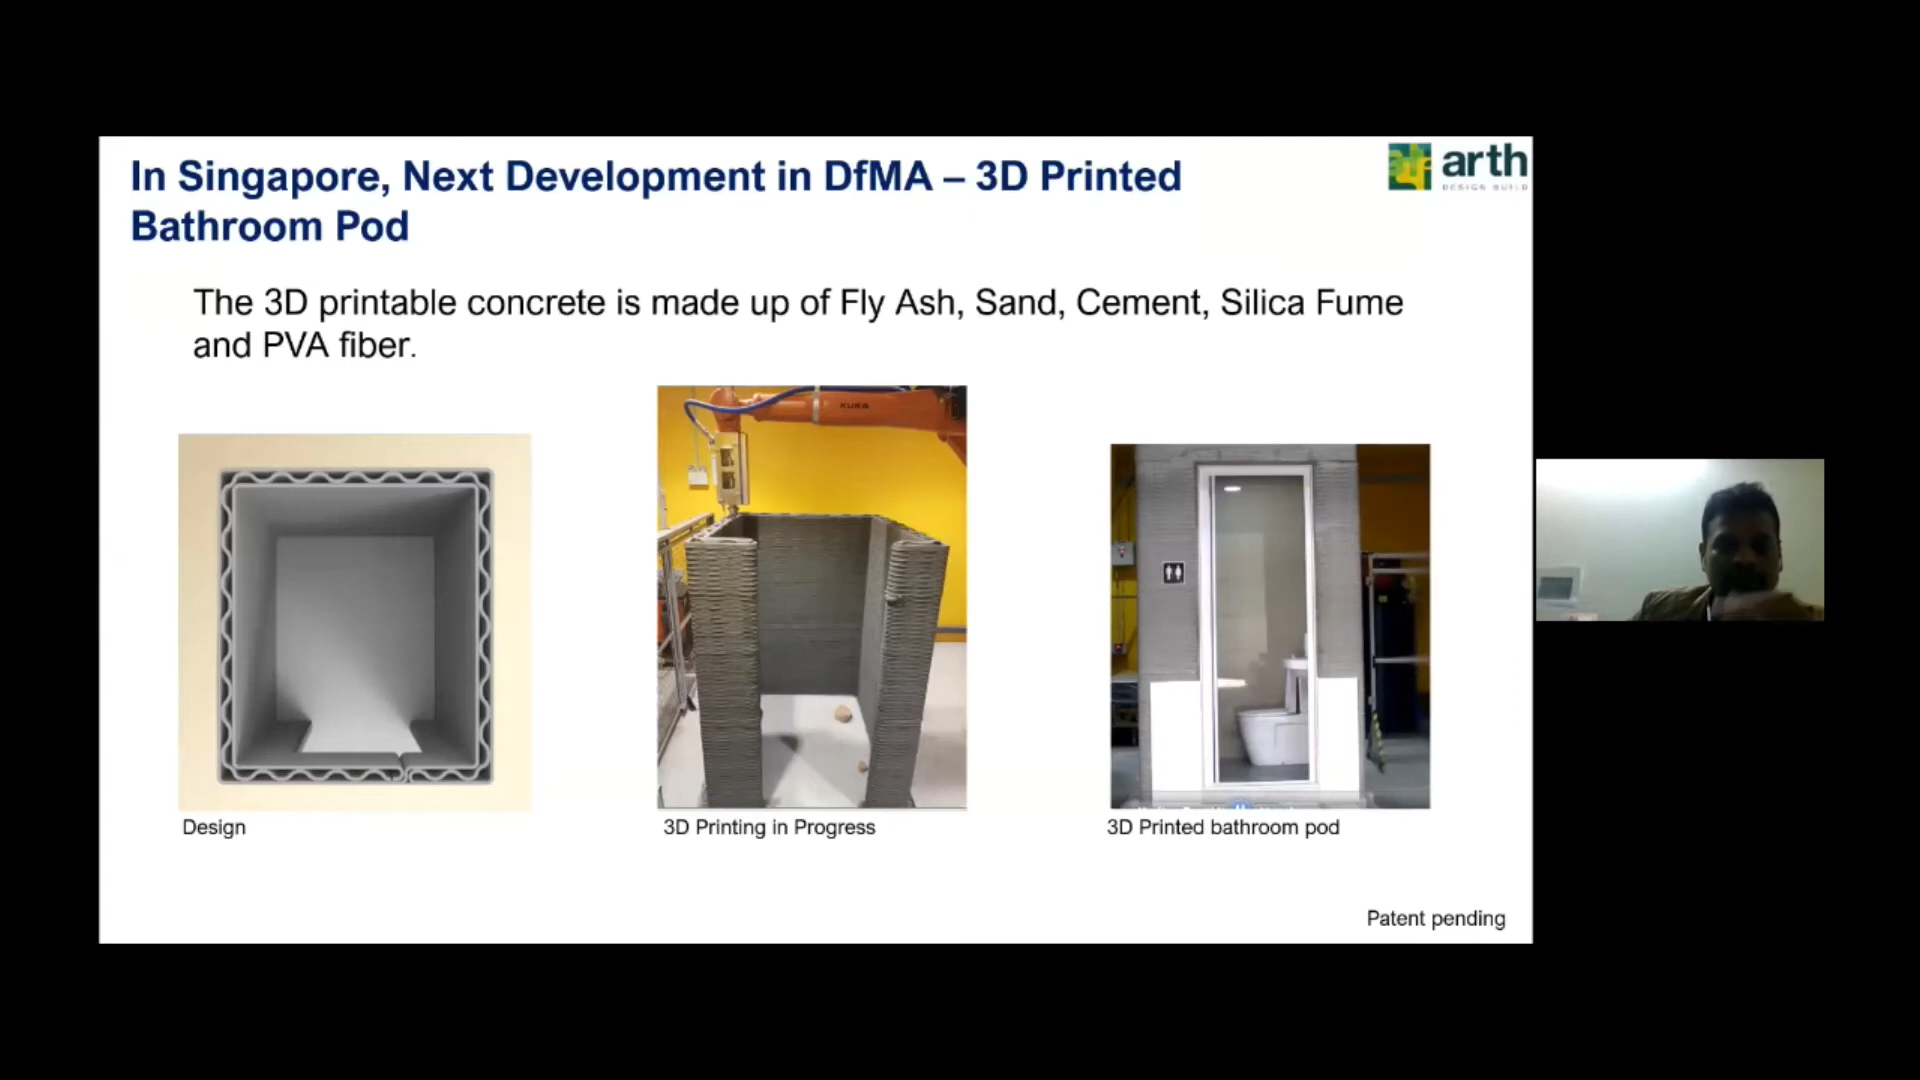 In Singapore, Next Development in DfMA – 3D Printed
Bathroom Pod
arth
DESIGN BUILD
The 3D printable concrete is made up of Fly Ash, Sand, Cement, Silica Fume
and PVA fiber.
KUKA
Design
3D Printing in Progress
3D Printed bathroom pod
Patent pending